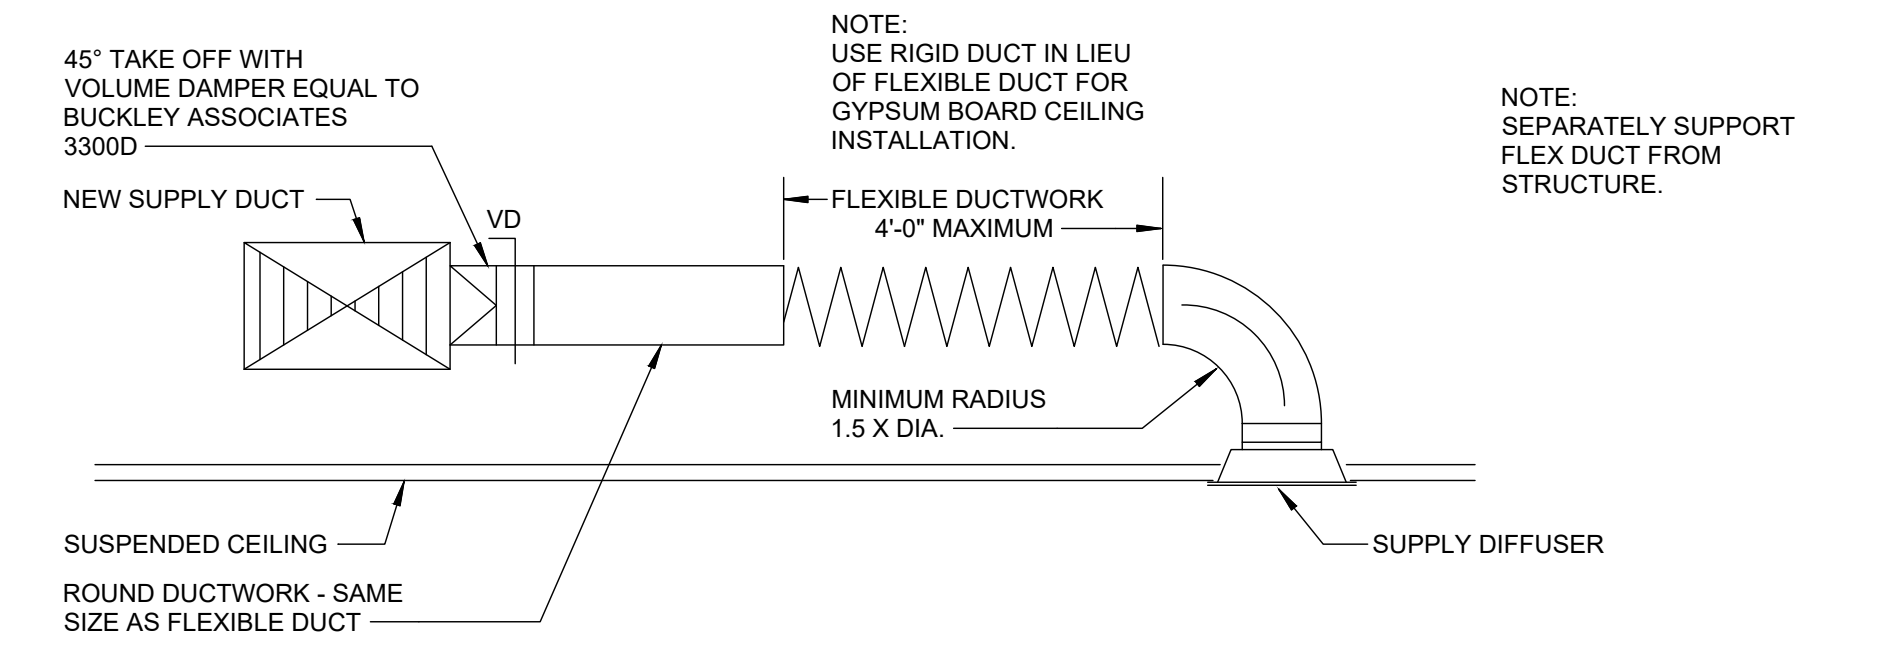 45° TAKE OFF WITH
VOLUME DAMPER EQUAL TO
BUCKLEY ASSOCIATES
3300D
NEW SUPPLY DUCT
VD
NOTE:
USE RIGID DUCT IN LIEU
OF FLEXIBLE DUCT FOR
GYPSUM BOARD CEILING
INSTALLATION.
FLEXIBLE DUCTWORK
4'-0" MAXIMUM
NOTE:
SEPARATELY SUPPORT
FLEX DUCT FROM
STRUCTURE.
MINIMUM RADIUS
1.5 X DIA.
SUSPENDED CEILING
ROUND DUCTWORK - SAME
SIZE AS FLEXIBLE DUCT
SUPPLY DIFFUSER